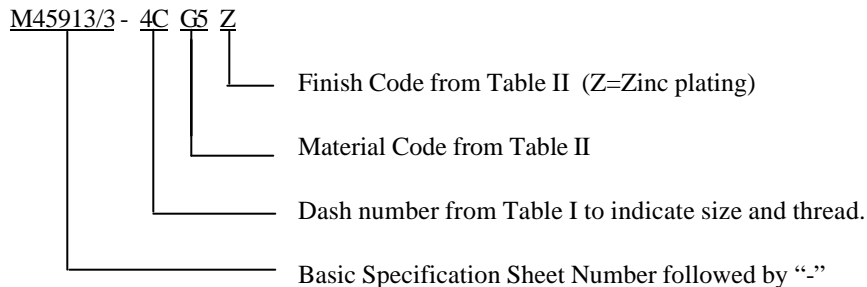 M45913/3 - 4C G5 Z
Finish Code from Table II (Z=Zinc plating)
Material Code from Table II
Dash number from Table I to indicate size and thread.
Basic Specification Sheet Number followed by “-”